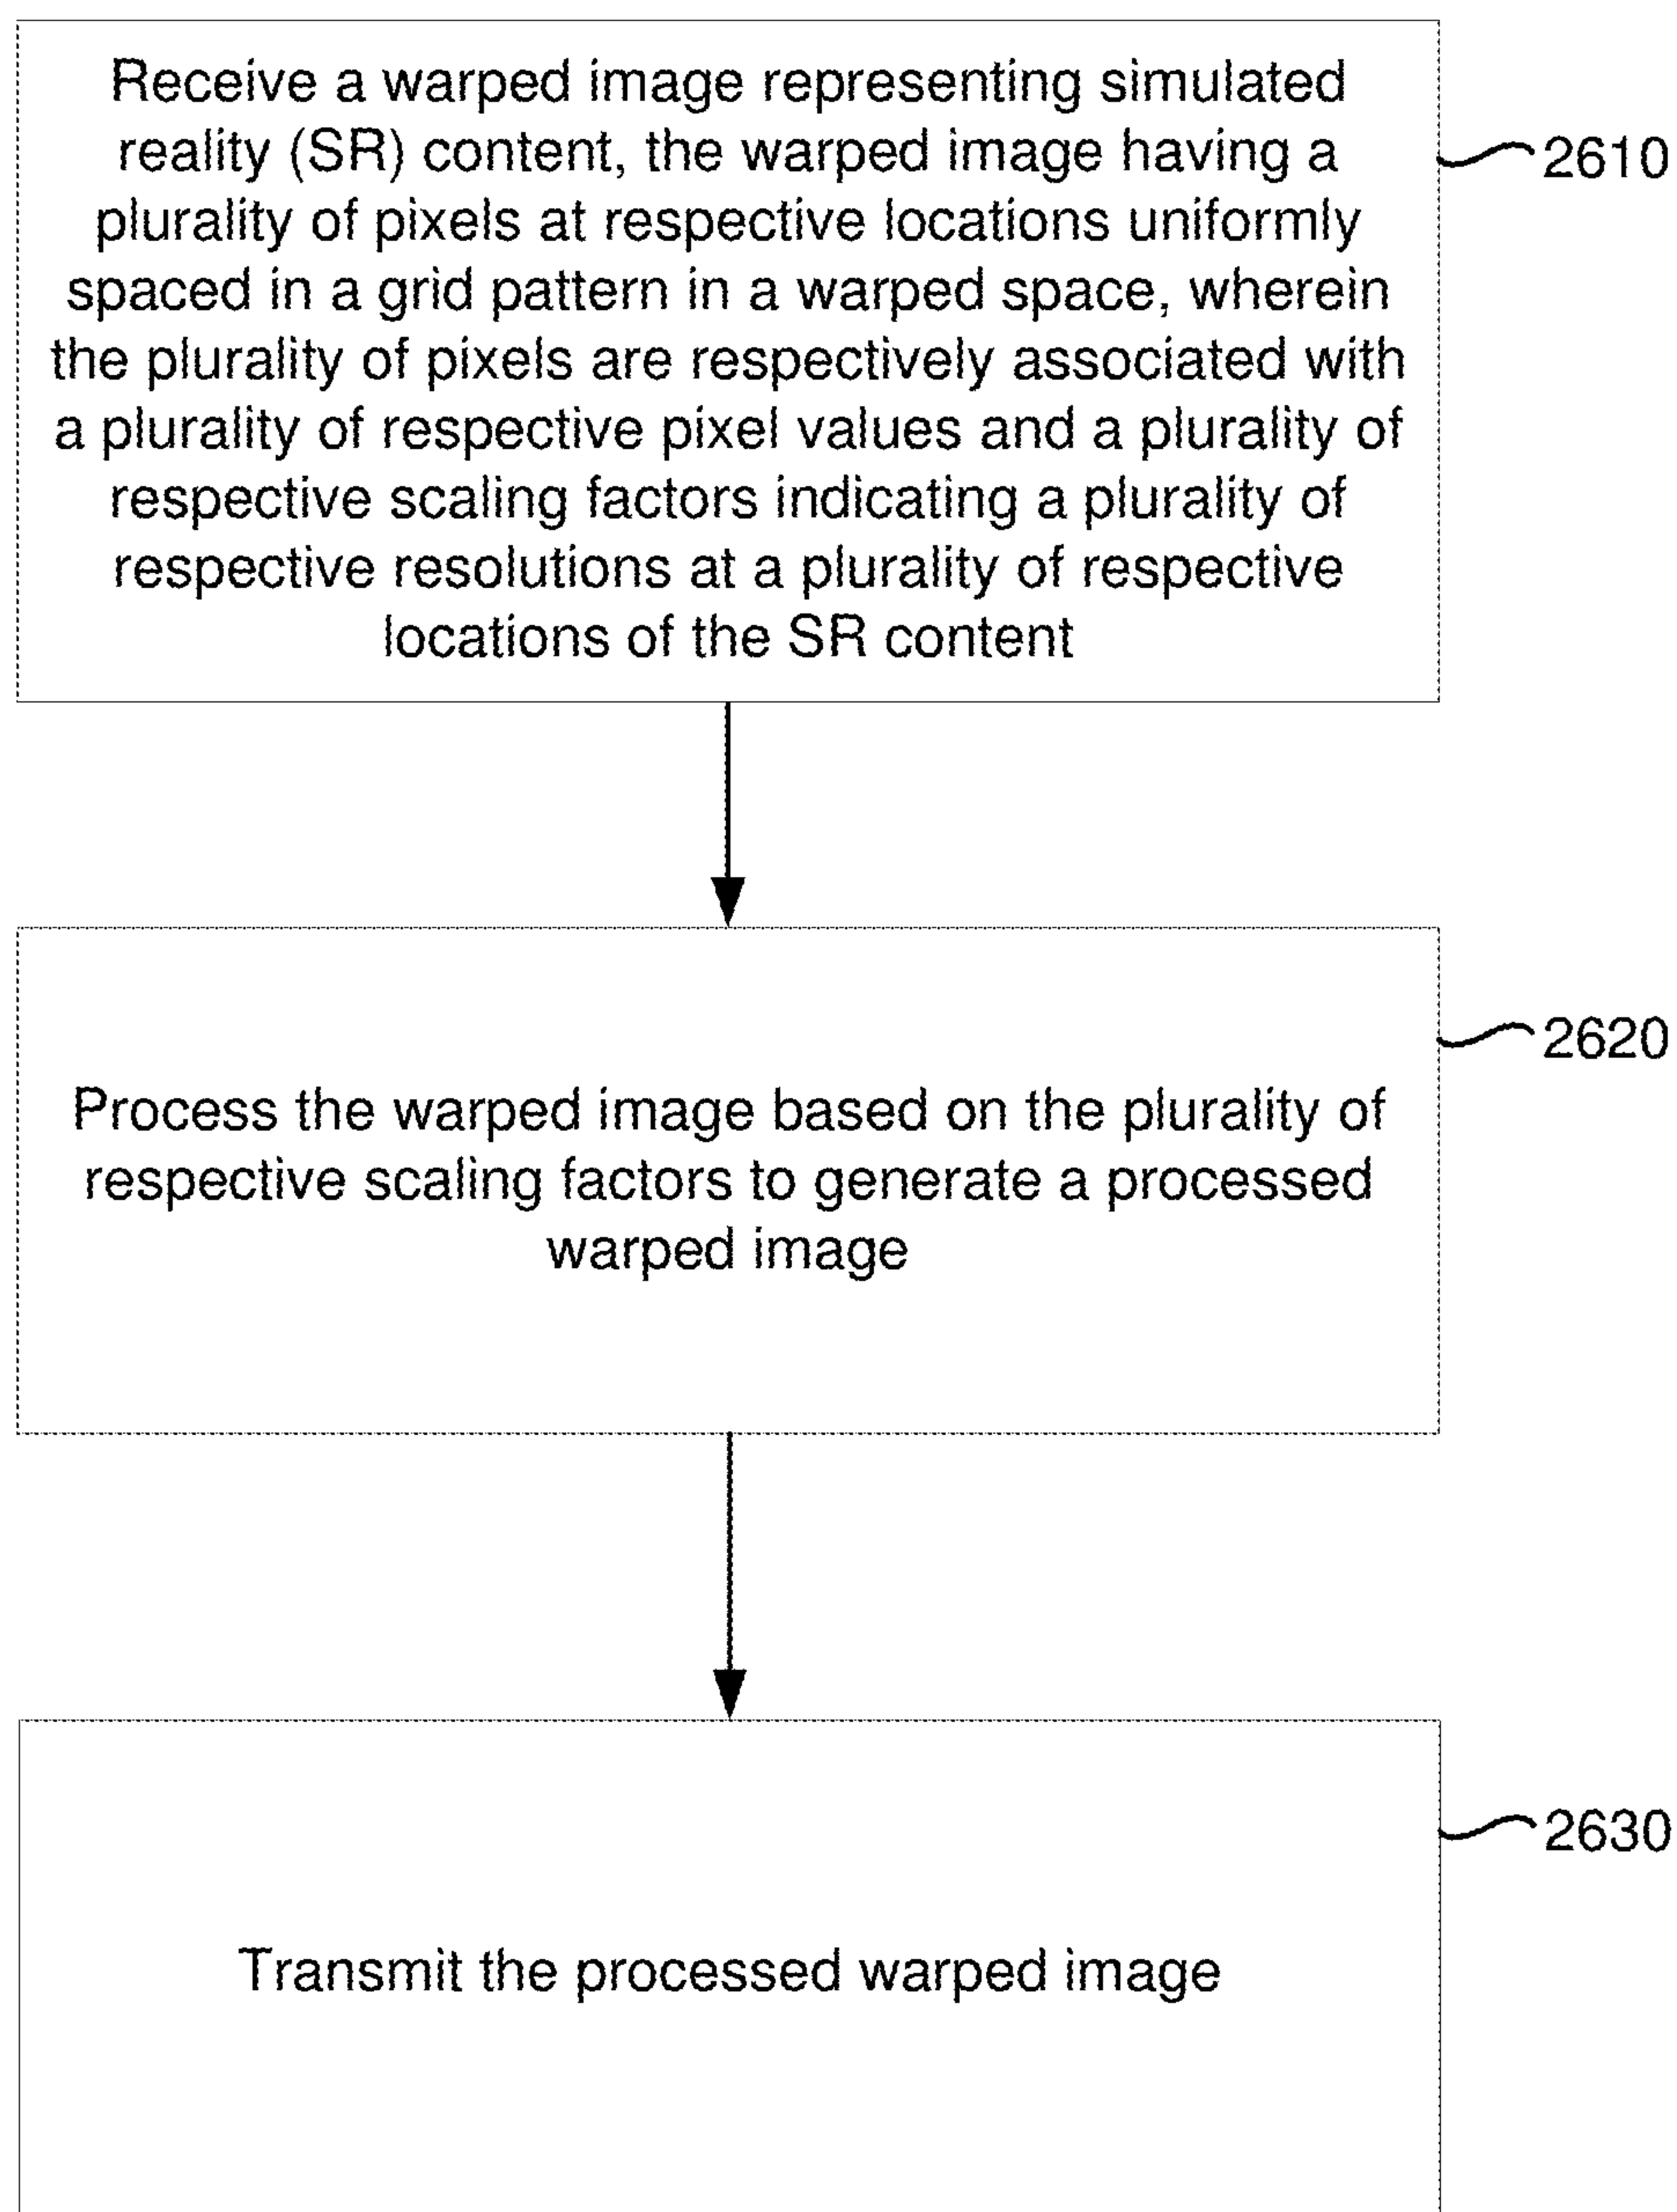 Receive a warped image representing simulated
reality (SR) content, the warped image having a
plurality of pixels at respective locations uniformly
spaced in a grid pattern in a warped space, wherein
the plurality of pixels are respectively associated with
a plurality of respective pixel values and a plurality of
respective scaling factors indicating a plurality of
respective resolutions at a plurality of respective
locations of the SR content
2610
Process the warped image based on the plurality of
respective scaling factors to generate a processed
warped image
2620
Transmit the processed warped image
2630